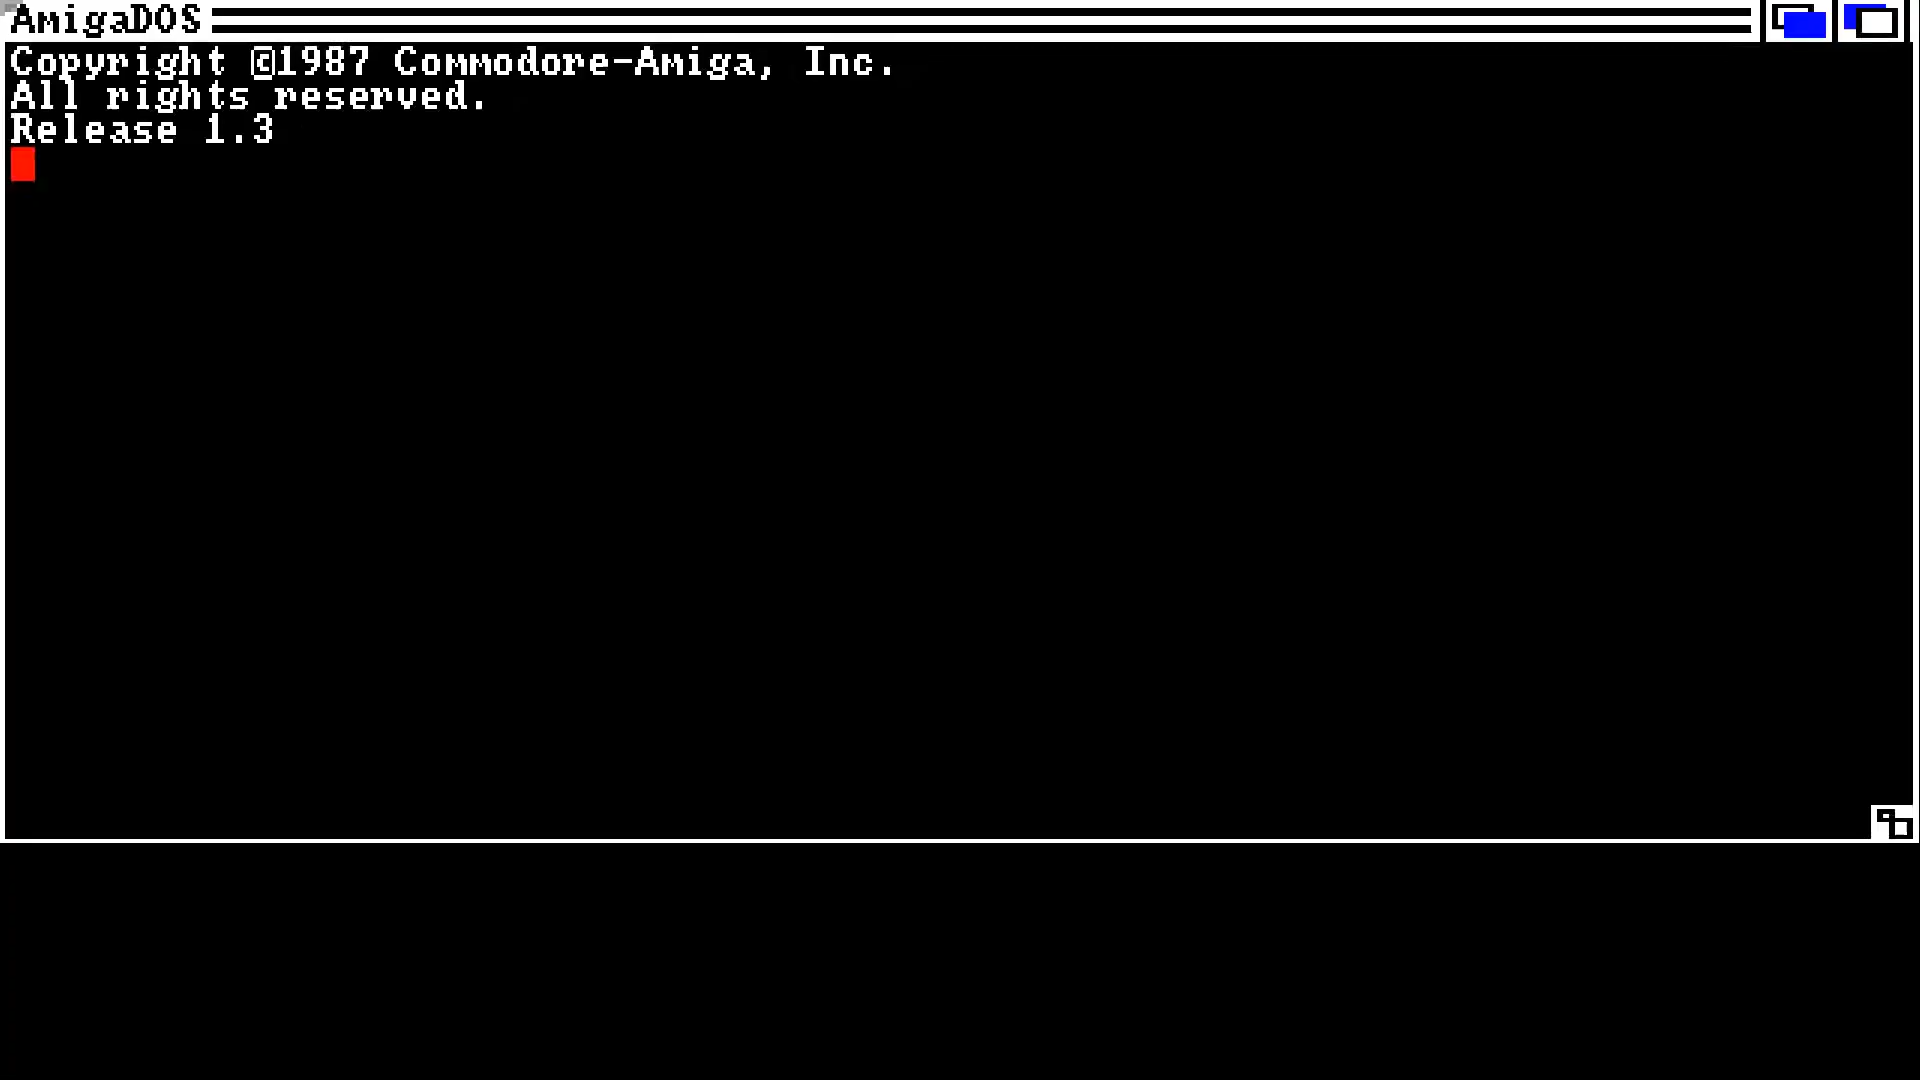 AmigaDOS
Copyright ©1987 Commodore-Amiga, Inc.
All rights reserved.
Release 1.3